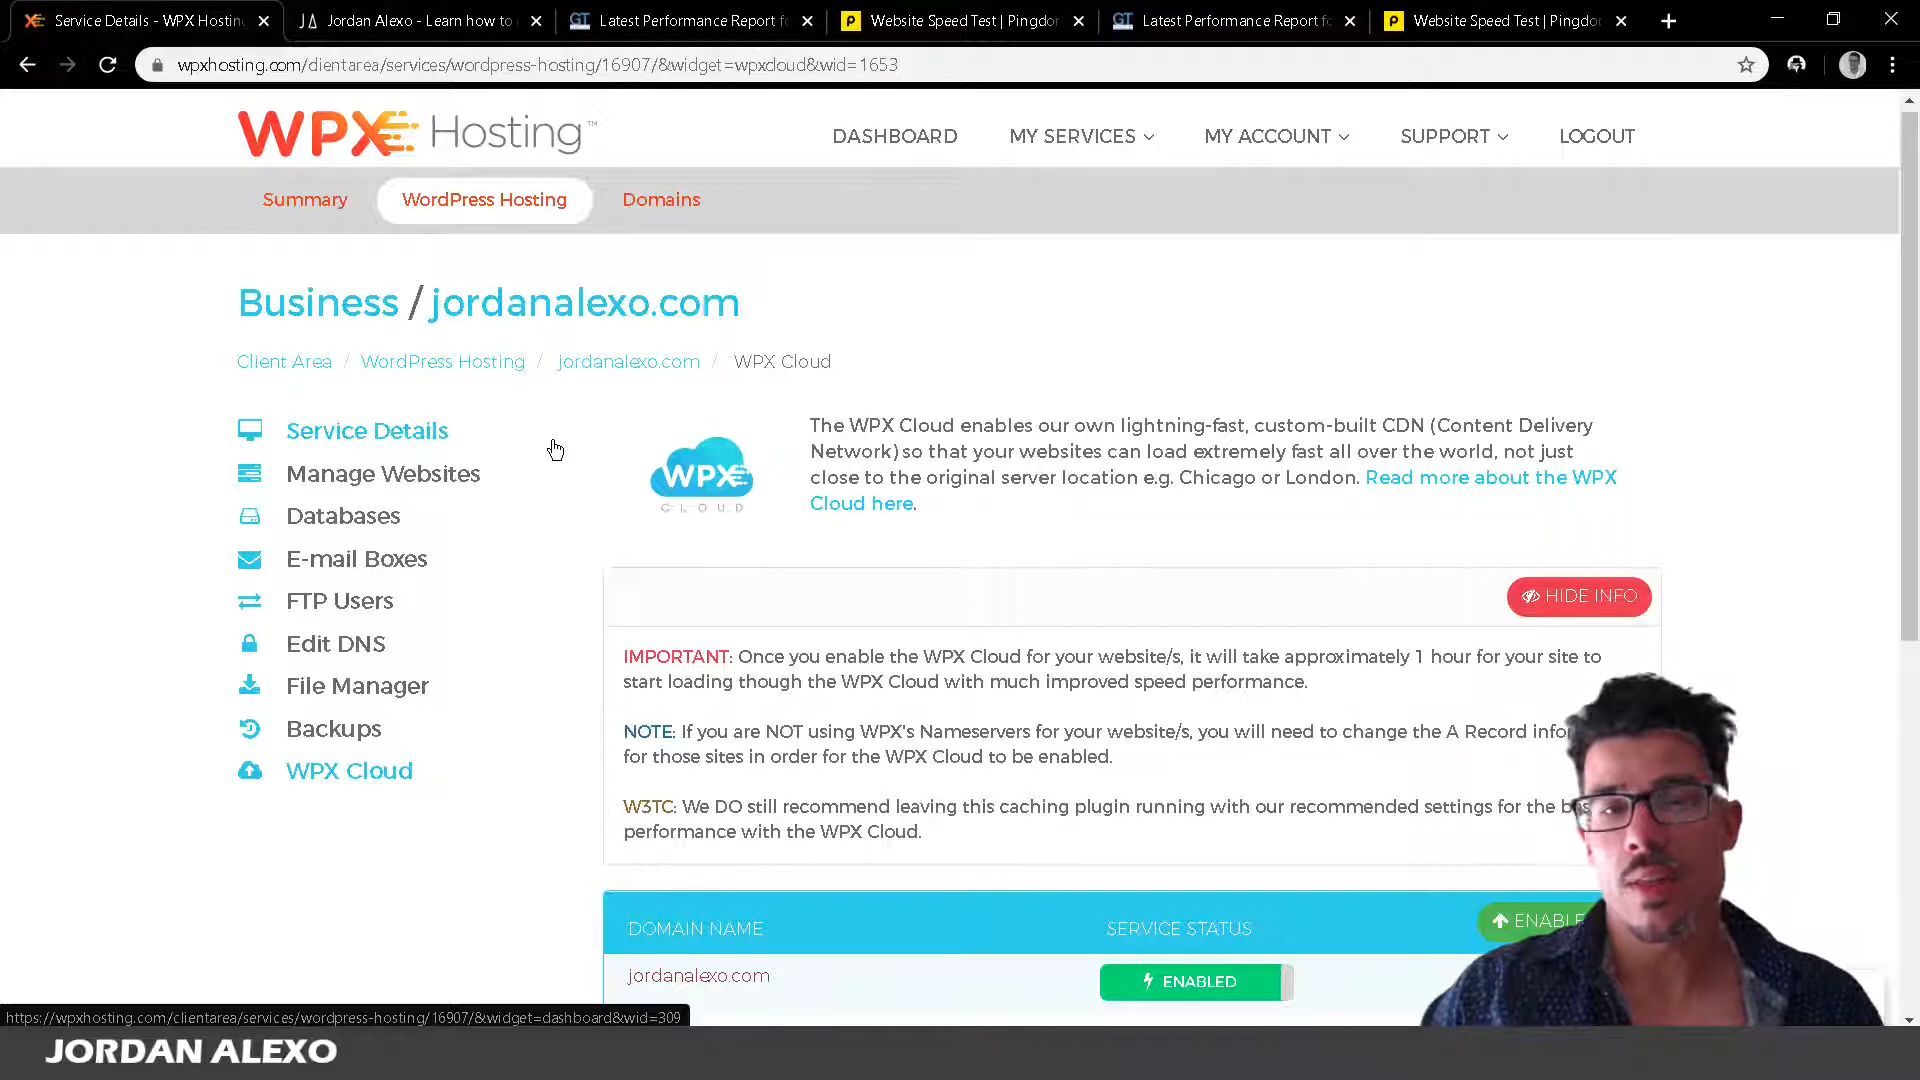 Service Details - WPX Hostin
Jordan Alexo - Learn how to
Latest Performance Report fo
Website Speed Test | Pingdo
Latest Performance Report fo
Website Speed Test | Pingdo
wpxhosting.com/clientarea/services/wordpress-hosting/16907/&widget=wpxcloud&wid=1653
WPX Hosting™
DASHBOARD
MY SERVICES
MY ACCOUNT
SUPPORT
LOGOUT
Summary
WordPress Hosting
Domains
Business / jordanalexo.com
Client Area / WordPress Hosting / jordanalexo.com / WPX Cloud
Service Details
Manage Websites
Databases
E-mail Boxes
FTP Users
Edit DNS
File Manager
Backups
WPX Cloud
WPX
CLOUD
The WPX Cloud enables our own lightning-fast, custom-built CDN (Content Delivery
Network) so that your websites can load extremely fast all over the world, not just
close to the original server location e.g. Chicago or London. Read more about the WPX
Cloud here.
HIDE INFO
IMPORTANT: Once you enable the WPX Cloud for your website/s, it will take approximately 1 hour for your site to
start loading though the WPX Cloud with much improved speed performance.
NOTE: If you are NOT using WPX's Nameservers for your website/s, you will need to change the A Record info
for those sites in order for the WPX Cloud to be enabled.
W3TC: We DO still recommend leaving this caching plugin running with our recommended settings for the bes
performance with the WPX Cloud.
DOMAIN NAME
SERVICE STATUS
ENABLE
jordanalexo.com
ENABLED
https://wpxhosting.com/clientarea/services/wordpress-hosting/16907/&widget=dashboard&wid=309
JORDAN ALEXO